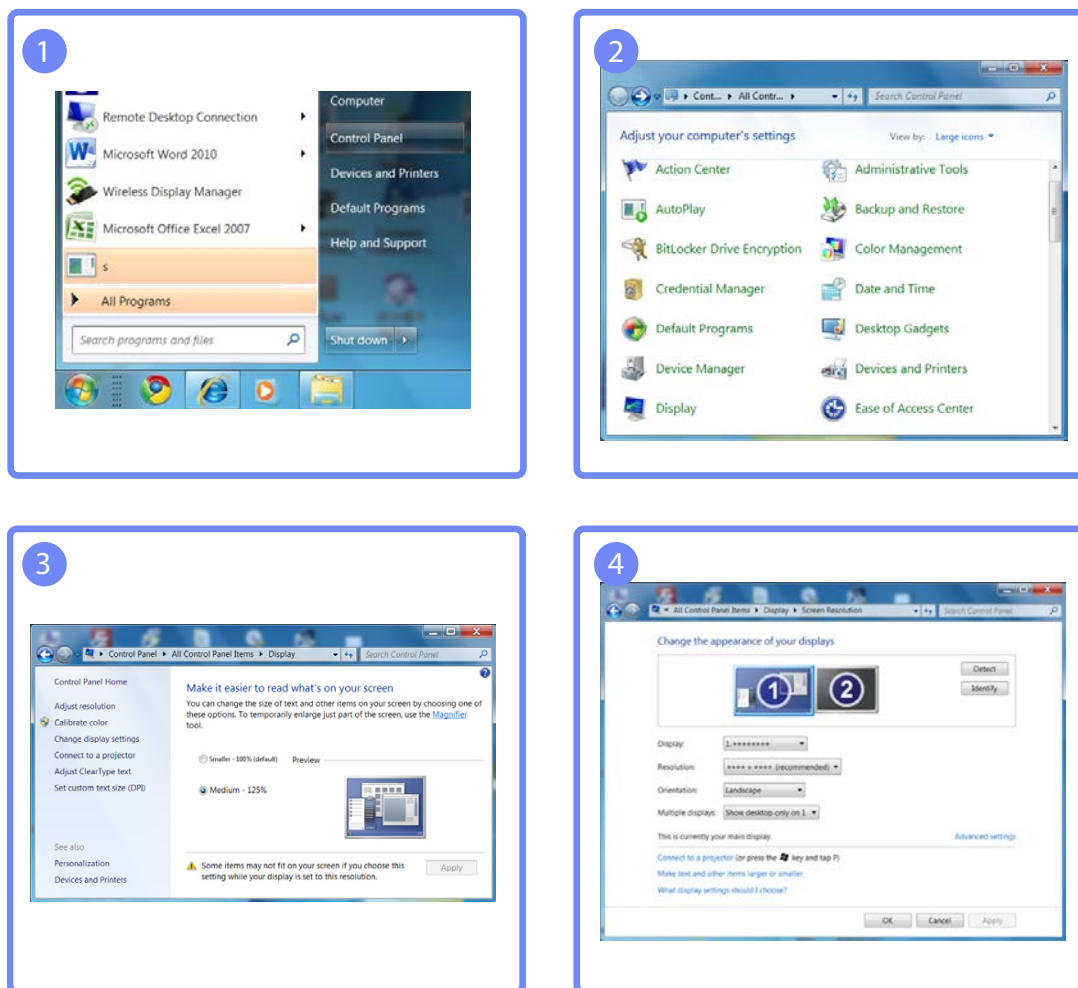 1
Remote Desktop Connection
Microsoft Word 2010
Wireless Display Manager
Microsoft Office Excel 2007
s
All Programs
Search programs and files
Computer
Control Panel
Devices and Printers
Default Programs
Help and Support
Shut down
2
Cont... All Contr...
Search Control Panel
Adjust your computer's settings
View by: Large icons
Action Center
Administrative Tools
AutoPlay
Backup and Restore
BitLocker Drive Encryption
Color Management
Credential Manager
Date and Time
Default Programs
Desktop Gadgets
Device Manager
Devices and Printers
Display
Ease of Access Center
3
Control Panel All Control Panel Items Display
Search Control Panel
Control Panel Home
Adjust resolution
Calibrate color
Change display settings
Connect to a projector
Adjust ClearType text
Set custom text size (DPI)
See also
Personalization
Devices and Printers
Make it easier to read what's on your screen
You can change the size of text and other items on your screen by choosing one of
these options. To temporarily enlarge just part of the screen, use the Magnifier
tool.
Smaller - 100% (default)
Preview
Medium - 125%
Some items may not fit on your screen if you choose this
setting while your display is set to this resolution.
Apply
4
« All Control Panel Items Display Screen Resolution
Search Control Panel
Change the appearance of your displays
1
2
Detect
Identify
Display: 1.********
Resolution: **** × **** (recommended)
Orientation: Landscape
Multiple displays: Show desktop only on 1
This is currently your main display.
Advanced settings
Connect to a projector (or press the key and tap P)
Make text and other items larger or smaller
What display settings should I choose?
OK
Cancel
Apply